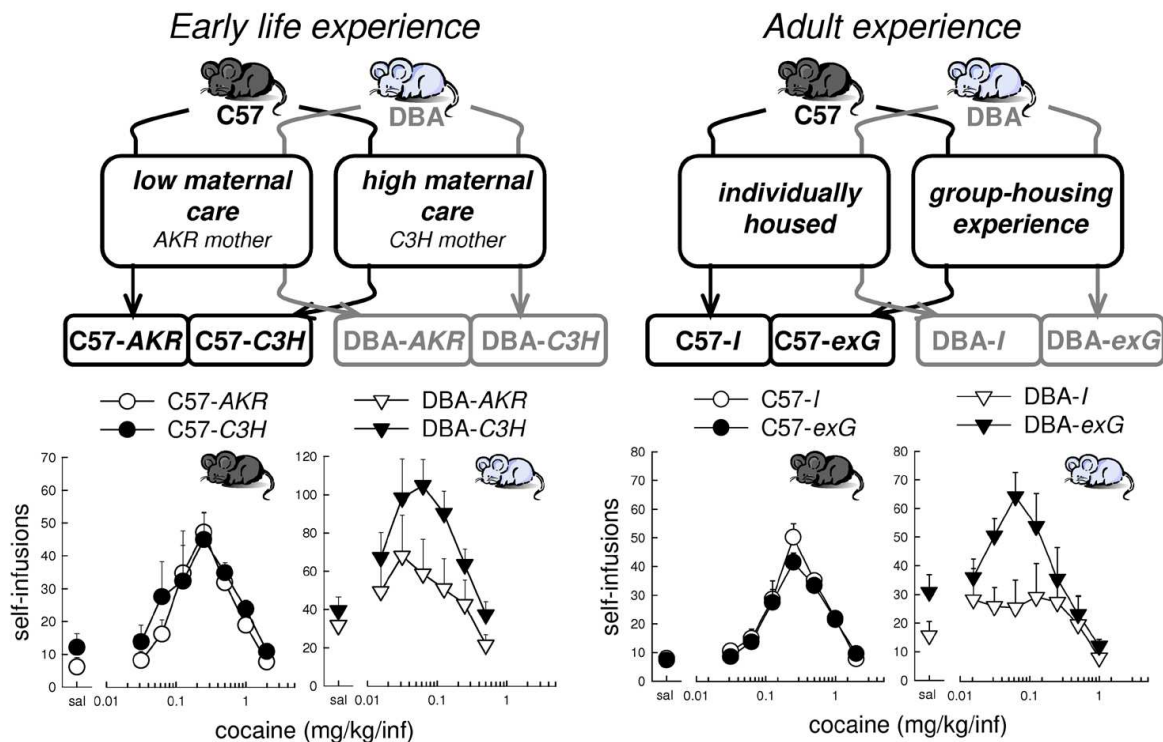 Early life experience
C57
DBA
low maternal
care
AKR mother
high maternal
care
C3H mother
C57-AKR
C57-C3H
DBA-AKR
DBA-C3H
C57-AKR
C57-C3H
DBA-AKR
DBA-C3H
self-infusions
70
60
50
40
30
20
10
0
sal
0.01
0.1
1
120
100
80
60
40
20
0
sal
0.01
0.1
1
cocaine (mg/kg/inf)
Adult experience
C57
DBA
individually
housed
group-housing
experience
C57-I
C57-exG
DBA-I
DBA-exG
C57-I
C57-exG
DBA-I
DBA-exG
self-infusions
80
70
60
50
40
30
20
10
0
sal
0.01
0.1
1
80
70
60
50
40
30
20
10
0
sal
0.01
0.1
1
cocaine (mg/kg/inf)